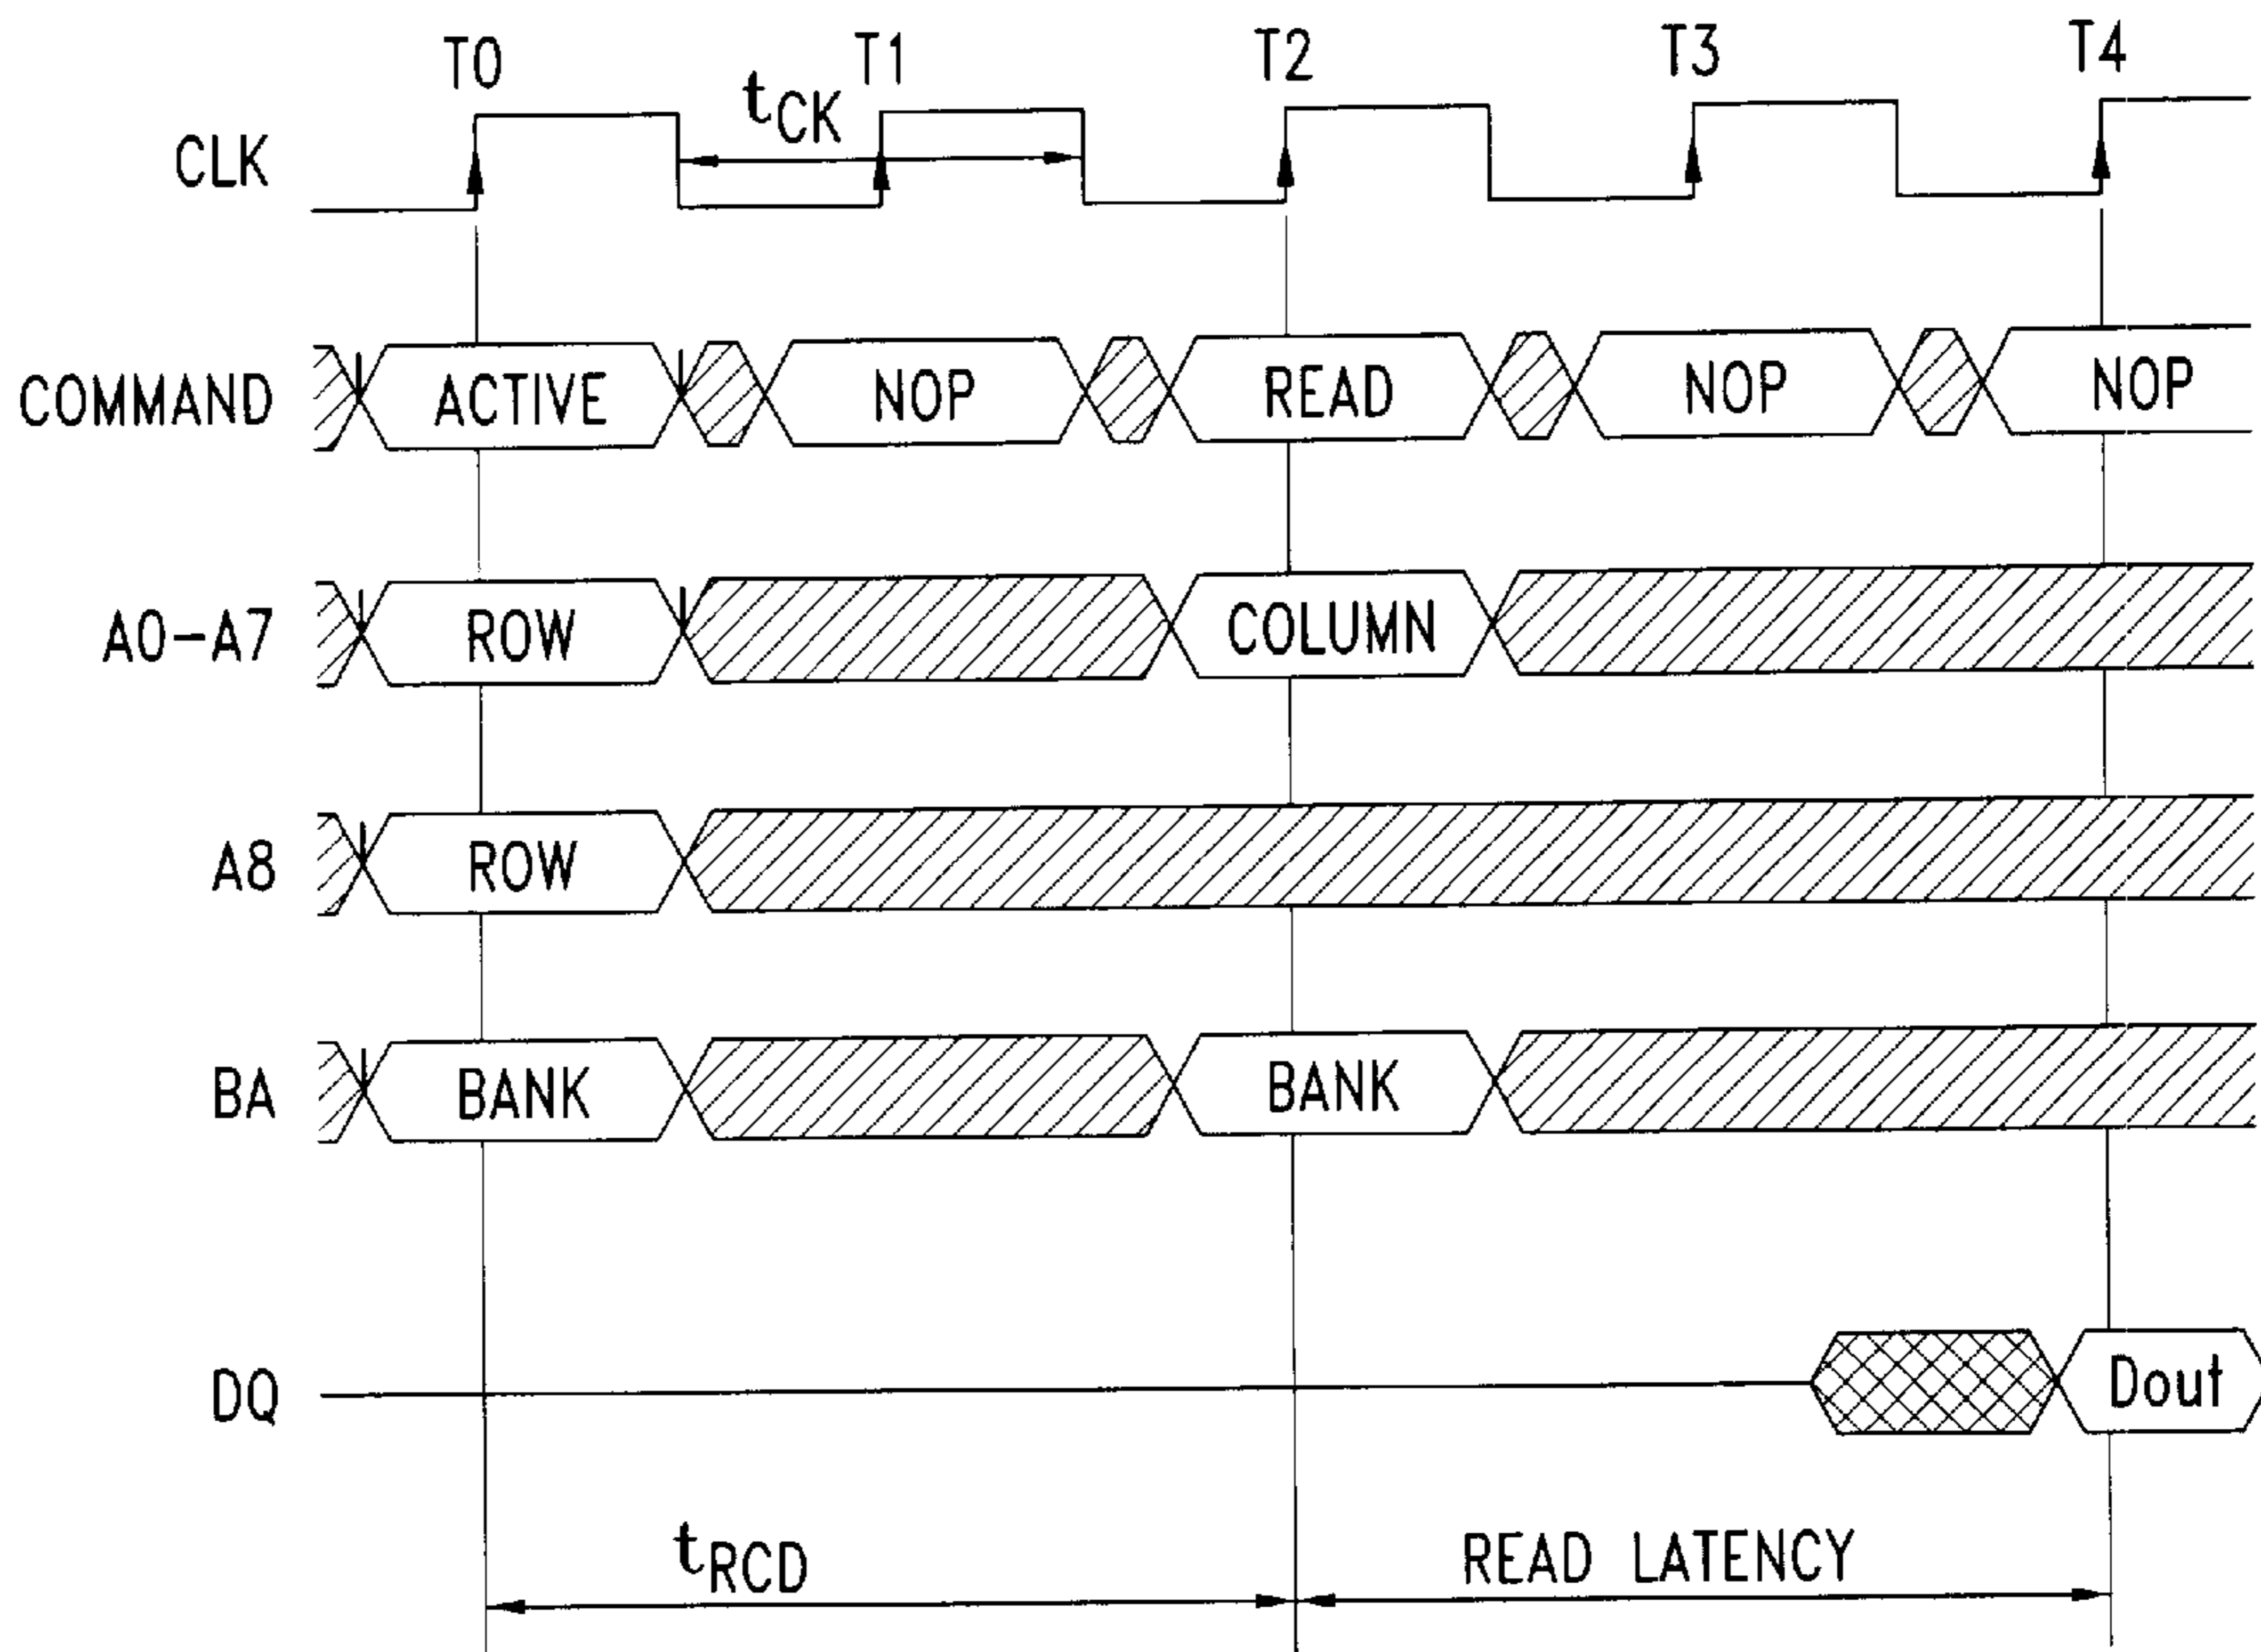 T0 T1 T2 T3 T4
tCK
CLK
COMMAND ACTIVE NOP READ NOP NOP
A0-A7 ROW COLUMN
A8 ROW
BA BANK BANK
DQ Dout
tRCD READ LATENCY